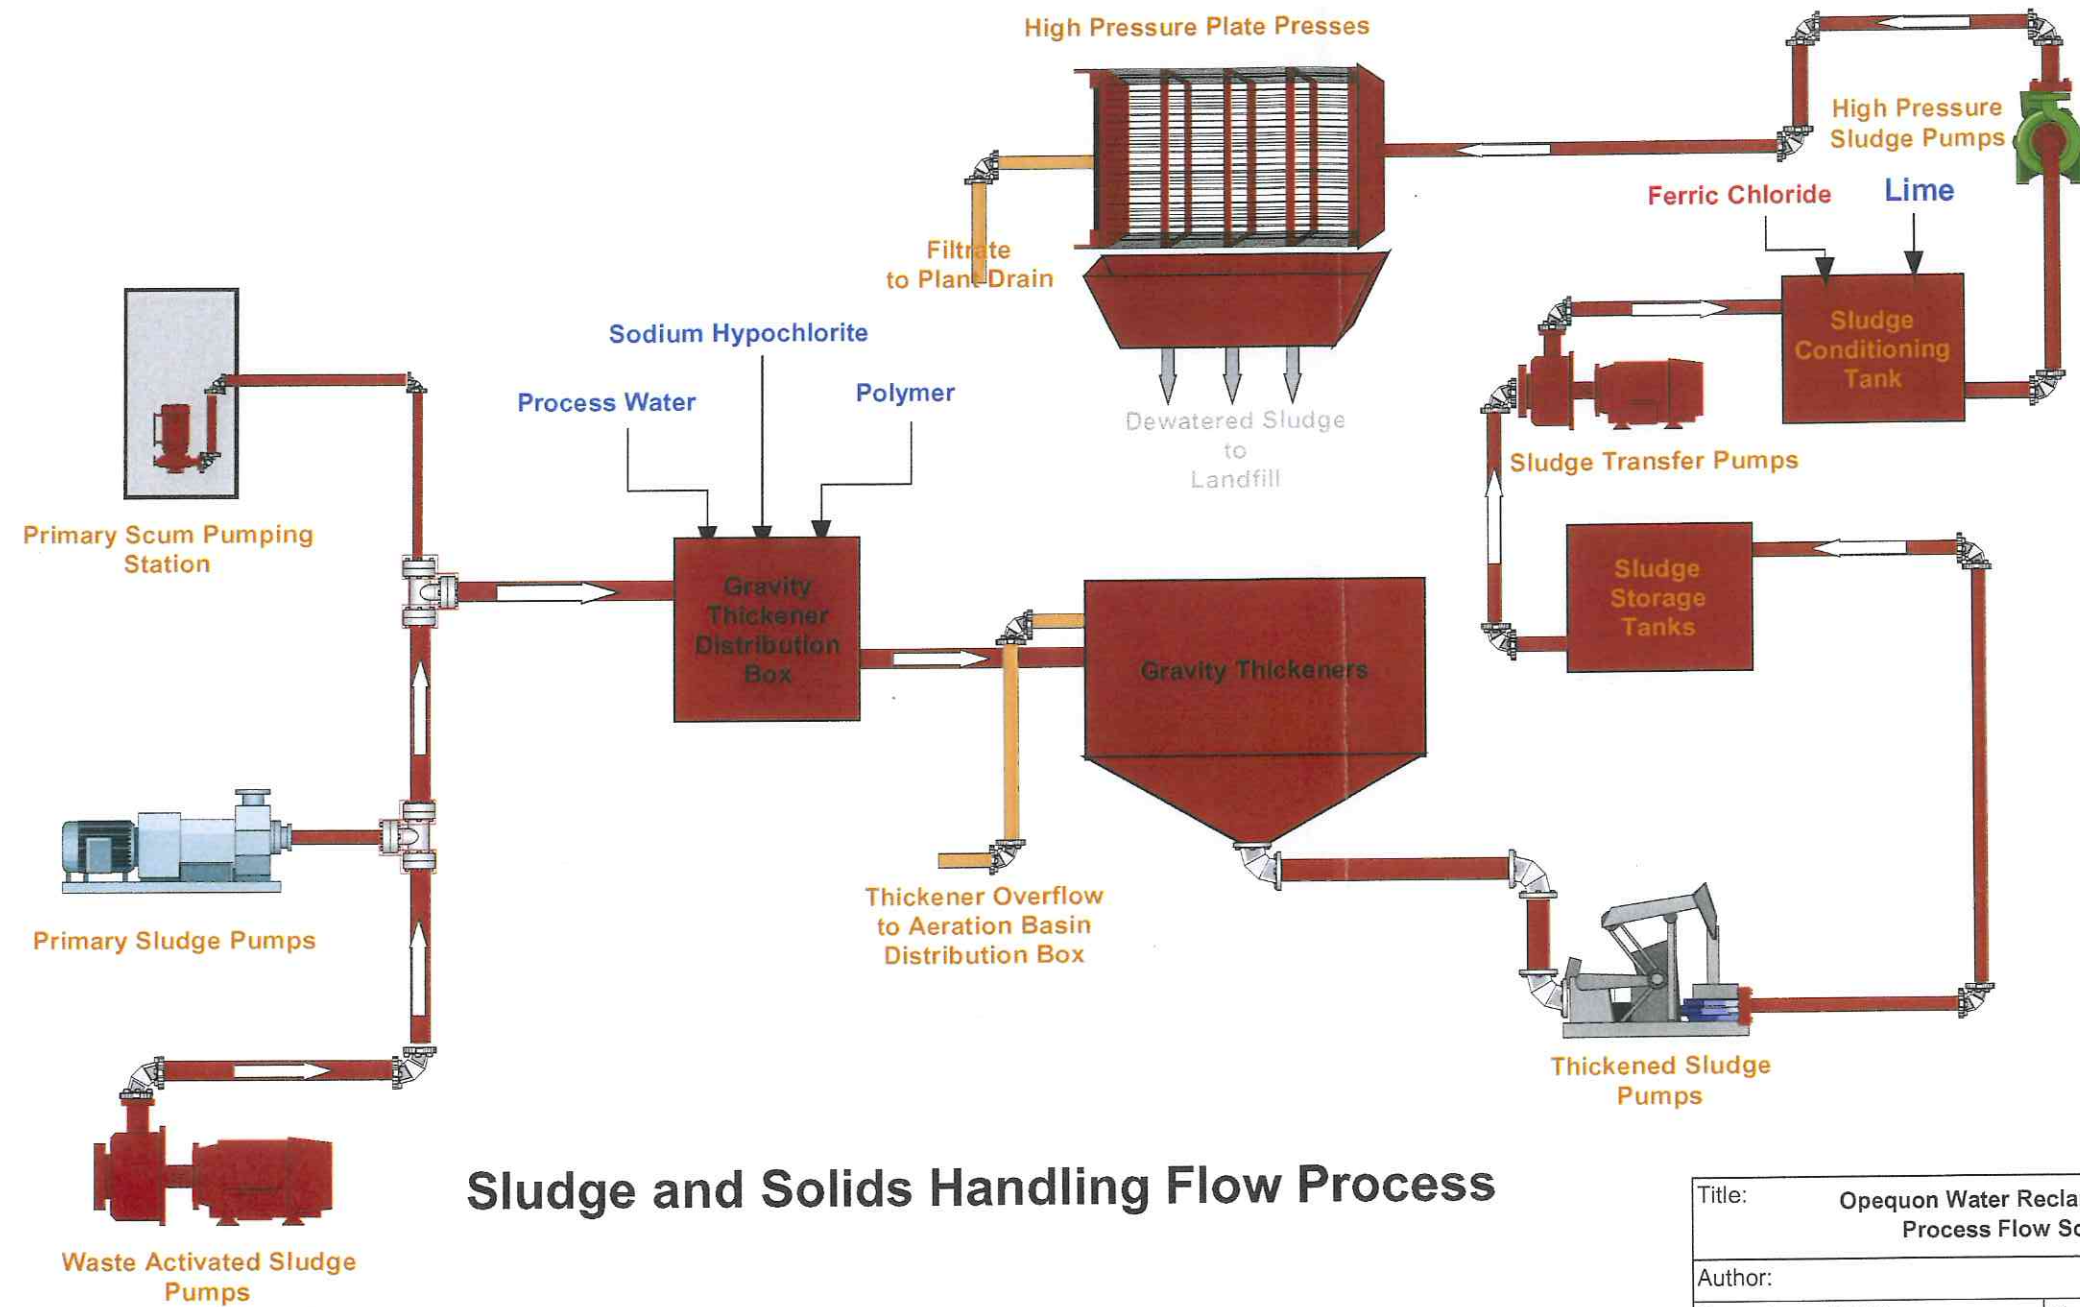 High Pressure Plate Presses
High Pressure
Sludge Pumps
Ferric Chloride
Lime
Filtrate
to Plant Drain
Sludge
Conditioning
Tank
Sodium Hypochlorite
Process Water
Polymer
Dewatered Sludge
to
Landfill
Sludge Transfer Pumps
Primary Scum Pumping
Station
Gravity
Thickener
Distribution
Box
Gravity Thickeners
Sludge
Storage
Tanks
Primary Sludge Pumps
Thickener Overflow
to Aeration Basin
Distribution Box
Thickened Sludge
Pumps
Waste Activated Sludge
Pumps
Sludge and Solids Handling Flow Process
Title:
Opequon Water
Process Flow
Author: